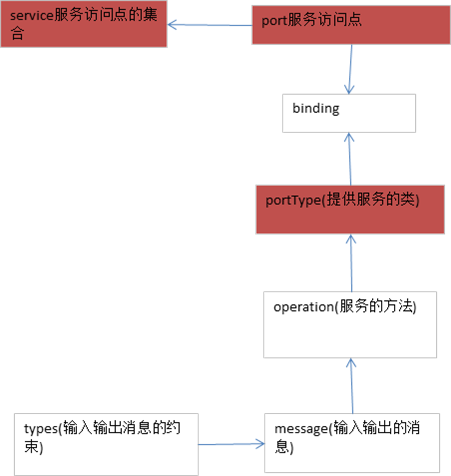 service服务访问点的集
合
port服务访问点
binding
portType(提供服务的类)
operation(服务的方法)
types(输入输出消息的约
束)
message(输入输出的消
息)